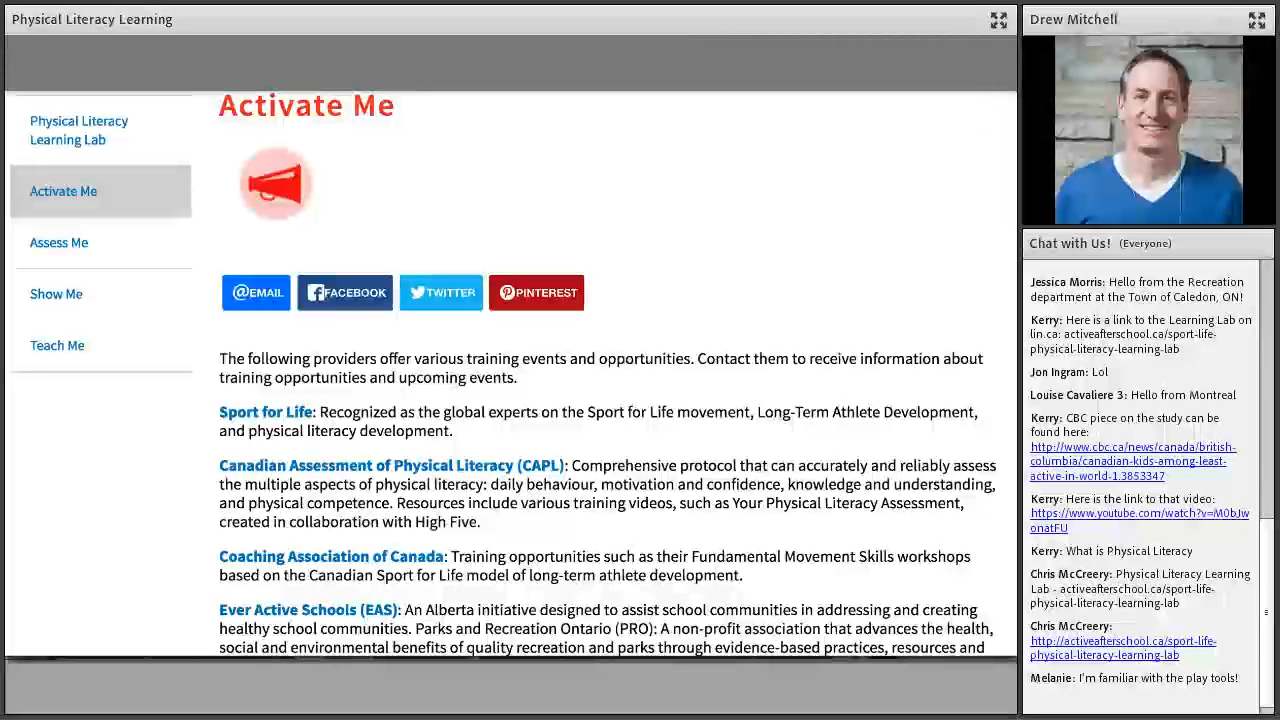 Physical Literacy Learning
Activate Me
Physical Literacy
Learning Lab
Activate Me
Assess Me
Show Me
Teach Me
@EMAIL
FACEBOOK
TWITTER
PINTEREST
The following providers offer various training events and opportunities. Contact them to receive information about
training opportunities and upcoming events.
Sport for Life: Recognized as the global experts on the Sport for Life movement, Long-Term Athlete Development,
and physical literacy development.
Canadian Assessment of Physical Literacy (CAPL): Comprehensive protocol that can accurately and reliably assess
the multiple aspects of physical literacy: daily behaviour, motivation and confidence, knowledge and understanding,
and physical competence. Resources include various training videos, such as Your Physical Literacy Assessment,
created in collaboration with High Five.
Coaching Association of Canada: Training opportunities such as their Fundamental Movement Skills workshops
based on the Canadian Sport for Life model of long-term athlete development.
Ever Active Schools (EAS): An Alberta initiative designed to assist school communities in addressing and creating
healthy school communities. Parks and Recreation Ontario (PRO): A non-profit association that advances the health,
social and environmental benefits of quality recreation and parks through evidence-based practices, resources and
Drew Mitchell
Chat with Us! (Everyone)
Jessica Morris: Hello from the Recreation
department at the Town of Caledon, ON!
Kerry: Here is a link to the Learning Lab on
lin.ca: activeafterschool.ca/sport-life-
physical-literacy-learning-lab
Jon Ingram: Lol
Louise Cavaliere 3: Hello from Montreal
Kerry: CBC piece on the study can be
found here:
http://www.cbc.ca/news/canada/british-
columbia/canadian-kids-among-least-
active-in-world-1.3853347
Kerry: Here is the link to that video:
https://www.youtube.com/watch?v=M0bJw
onatFU
Kerry: What is Physical Literacy
Chris McCreery: Physical Literacy Learning
Lab - activeafterschool.ca/sport-life-
physical-literacy-learning-lab
Chris McCreery:
http://activeafterschool.ca/sport-life-
physical-literacy-learning-lab
Melanie: I'm familiar with the play tools!